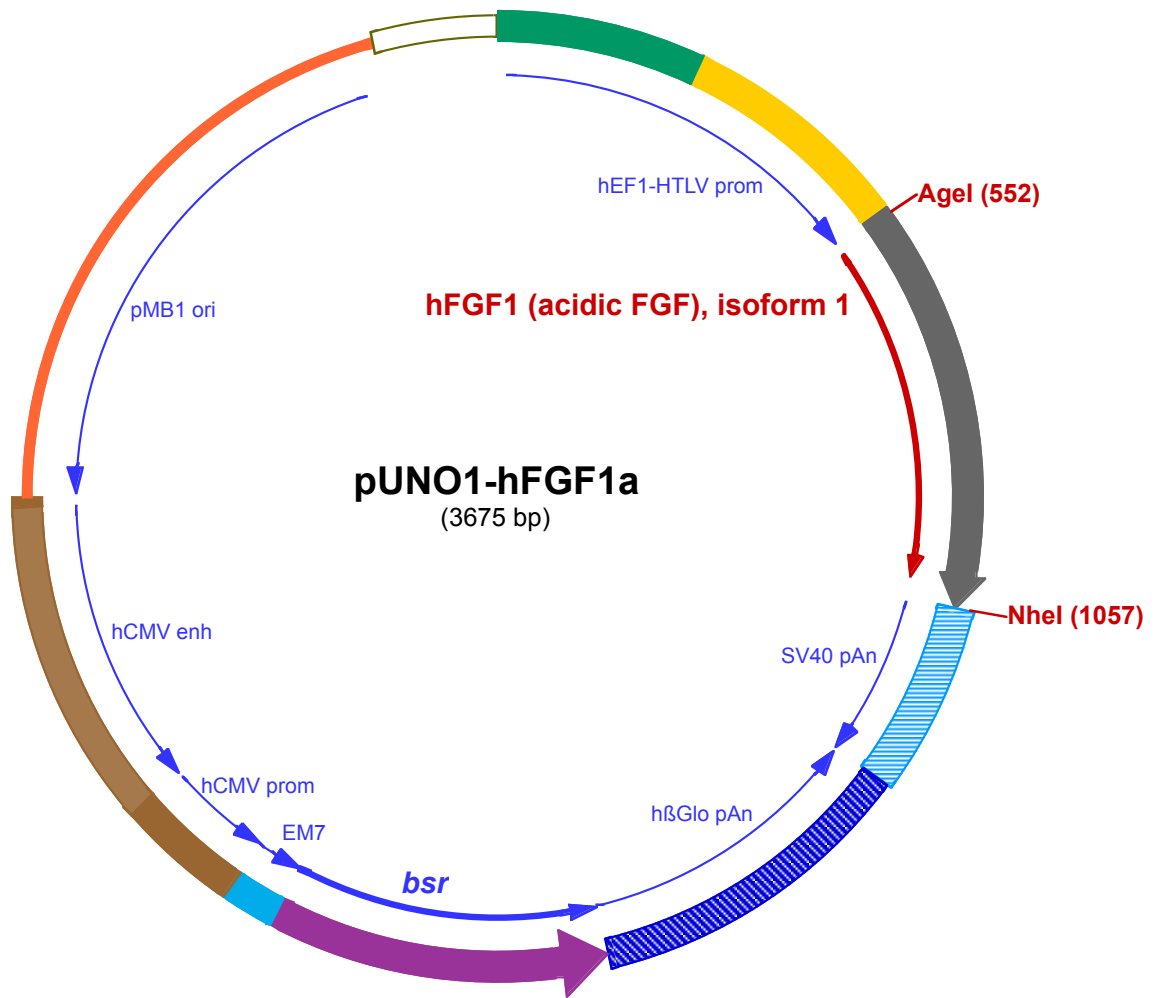 hEF1-HTLV prom
AgeI (552)
hFGF1 (acidic FGF), isoform 1
pMB1 ori
pUNO1-hFGF1a
(3675 bp)
NheI (1057)
hCMV enh
SV40 pAn
hCMV prom
hßGlo pAn
EM7
bsr